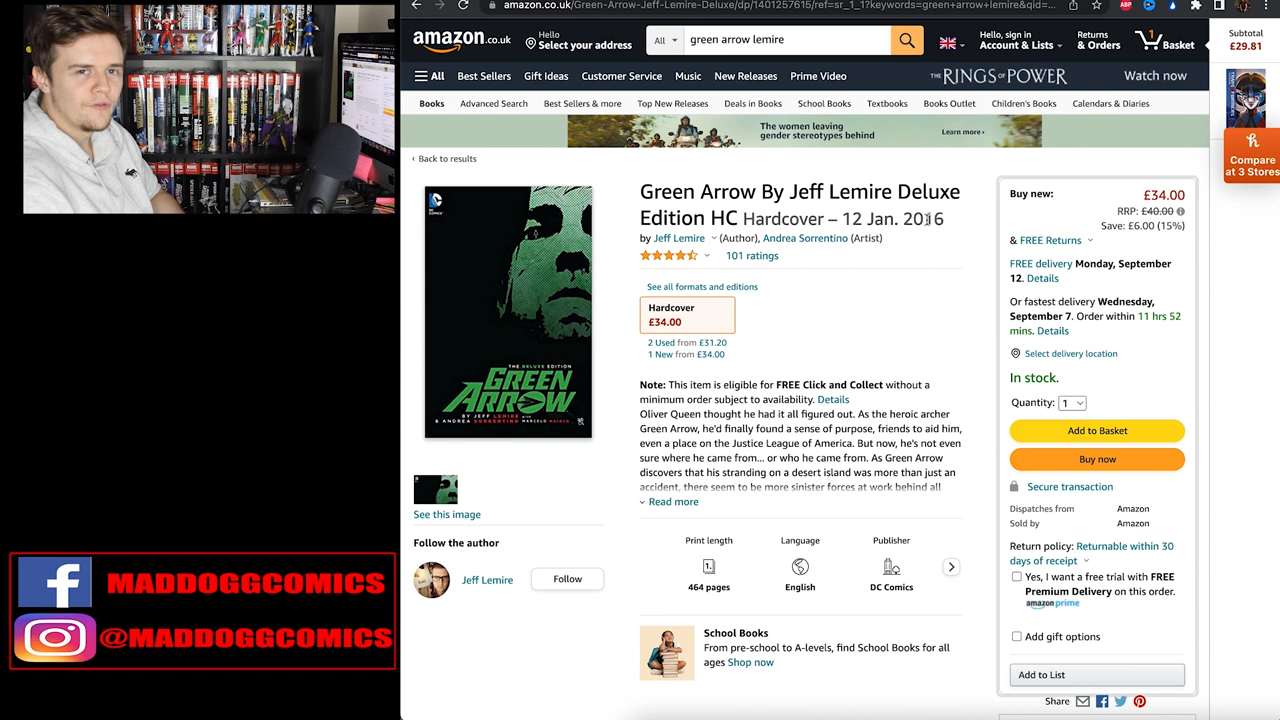 amazon.co.uk/Green-Arrow-Jeff-Lemire-Deluxe/dp/1401257615/ref=sr_1_1?keywords=green+arrow+lemire&qid=...
ABP
amazon.co.uk
Hello
Select your address
All
green arrow lemire
Hello, sign in
Account & Lists
Returns
& Orders
1
Basket
Subtotal
£29.81
All
Best Sellers
Gift Ideas
Customer Service
Music
New Releases
Prime Video
THE RINGS OF POWER
Watch now
Books
Advanced Search
Best Sellers & more
Top New Releases
Deals in Books
School Books
Textbooks
Books Outlet
Children's Books
Calendars & Diaries
The women leaving
gender stereotypes behind
Learn more ›
‹ Back to results
h
Compare
at 3 Stores
DC
COMICS
THE DELUXE EDITION
GREEN
ARROW
BY JEFF LEMIRE WITH
& ANDREA SORRENTINO MARCELO MAIOLO
See this image
Follow the author
Jeff Lemire
Follow
Green Arrow By Jeff Lemire Deluxe
Edition HC Hardcover – 12 Jan. 2016
by Jeff Lemire (Author), Andrea Sorrentino (Artist)
101 ratings
See all formats and editions
Hardcover
£34.00
2 Used from £31.20
1 New from £34.00
Note: This item is eligible for FREE Click and Collect without a
minimum order subject to availability. Details
Oliver Queen thought he had it all figured out. As the heroic archer
Green Arrow, he'd finally found a sense of purpose, friends to aid him,
even a place on the Justice League of America. But now, he's not even
sure where he came from... or who he came from. As Green Arrow
discovers that his stranding on a desert island was more than just an
accident, there seem to be more sinister forces at work behind all
Read more
Print length
Language
Publisher
464 pages
English
DC Comics
School Books
From pre-school to A-levels, find School Books for all
ages Shop now
Buy new:
£34.00
RRP: £40.00
Save: £6.00 (15%)
& FREE Returns
FREE delivery Monday, September
12. Details
Or fastest delivery Wednesday,
September 7. Order within 11 hrs 52
mins. Details
Select delivery location
In stock.
Quantity: 1
Add to Basket
Buy now
Secure transaction
Dispatches from Amazon
Sold by Amazon
Return policy: Returnable within 30
days of receipt
Yes, I want a free trial with FREE
Premium Delivery on this order.
amazon prime
Add gift options
Add to List
Share
f MADDOGGCOMICS
@MADDOGGCOMICS